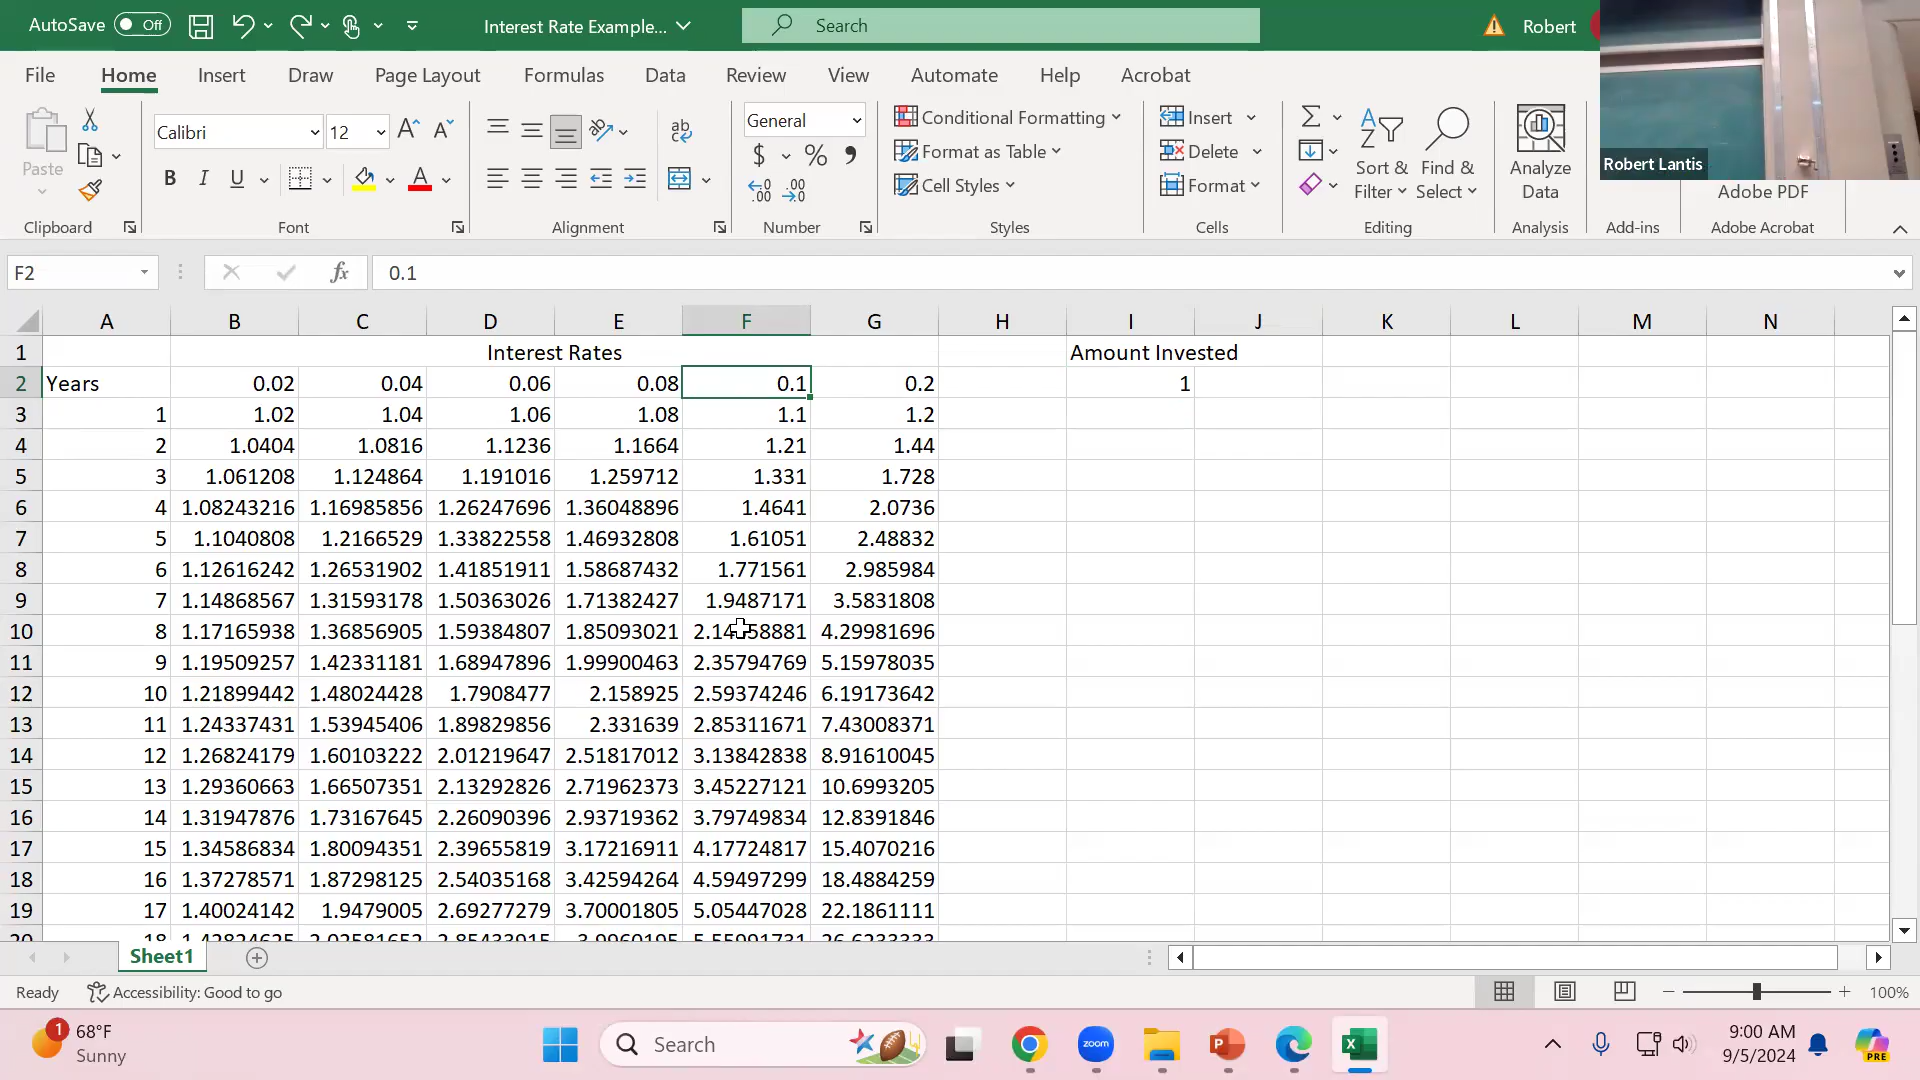 AutoSave Off Interest Rate Example... Search Robert
File Home Insert Draw Page Layout Formulas Data Review View Automate Help Acrobat
Paste Calibri 12 General Conditional Formatting Insert Sort & Find & Analyze
Format as Table Delete Filter Select Data
Cell Styles Format Adobe PDF
Robert Lantis
Clipboard Font Alignment Number Styles Cells Editing Analysis Add-ins Adobe Acrobat
F2 fx 0.1
A B C D E F G H I J K L M N
1 Interest Rates Amount Invested
2 Years 0.02 0.04 0.06 0.08 0.1 0.2 1
3 1 1.02 1.04 1.06 1.08 1.1 1.2
4 2 1.0404 1.0816 1.1236 1.1664 1.21 1.44
5 3 1.061208 1.124864 1.191016 1.259712 1.331 1.728
6 4 1.08243216 1.16985856 1.26247696 1.36048896 1.4641 2.0736
7 5 1.1040808 1.2166529 1.33822558 1.46932808 1.61051 2.48832
8 6 1.12616242 1.26531902 1.41851911 1.58687432 1.771561 2.985984
9 7 1.14868567 1.31593178 1.50363026 1.71382427 1.9487171 3.5831808
10 8 1.17165938 1.36856905 1.59384807 1.85093021 4.29981696
11 9 1.19509257 1.42331181 1.68947896 1.99900463 2.35794769 5.15978035
12 10 1.21899442 1.48024428 1.7908477 2.158925 2.59374246 6.19173642
13 11 1.24337431 1.53945406 1.89829856 2.331639 2.85311671 7.43008371
14 12 1.26824179 1.60103222 2.01219647 2.51817012 3.13842838 8.91610045
15 13 1.29360663 1.66507351 2.13292826 2.71962373 3.45227121 10.6993205
16 14 1.31947876 1.73167645 2.26090396 2.93719362 3.79749834 12.8391846
17 15 1.34586834 1.80094351 2.39655819 3.17216911 4.17724817 15.4070216
18 16 1.37278571 1.87298125 2.54035168 3.42594264 4.59497299 18.4884259
19 17 1.40024142 1.9479005 2.69277279 3.70001805 5.05447028 22.1861111
Sheet1
Ready Accessibility: Good to go 100%
1 68°F Search zoom 9:00 AM
Sunny 9/5/2024 PRE